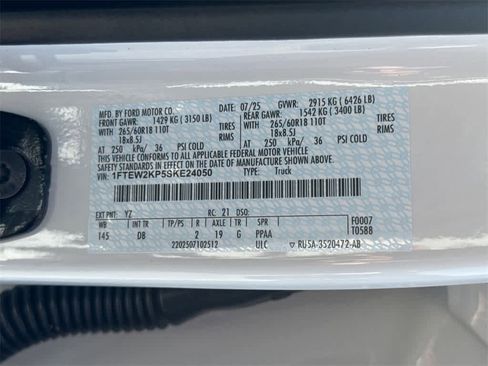 MFD. BY FORD MOTOR CO.
DATE: 07/25 GVWR: 2915 KG ( 6426 LB)
FRONT GAWR: 1429 KG ( 3150 LB) REAR GAWR: 1542 KG ( 3400 LB)
WITH 265/60R18 110T TIRES WITH 265/60R18 110T TIRES
18x8.5J RIMS 18x8.5J RIMS
AT 250 kPa/ 36 PSI COLD AT 250 kPa/ 36 PSI COLD
THIS VEHICLE CONFORMS TO ALL APPLICABLE FEDERAL MOTOR VEHICLE
SAFETY STANDARDS IN EFFECT ON THE DATE OF MANUFACTURE SHOWN ABOVE.
VIN: 1FTEW2KP5SKE24050 TYPE: Truck
EXT PNT: YZ RC: 21 DSO:
WB TP/PS R AXLE TR SPR F0007
145 DB 2 19 G PPAA T0588
2202507102512 ULC RU5A-3520472-AB